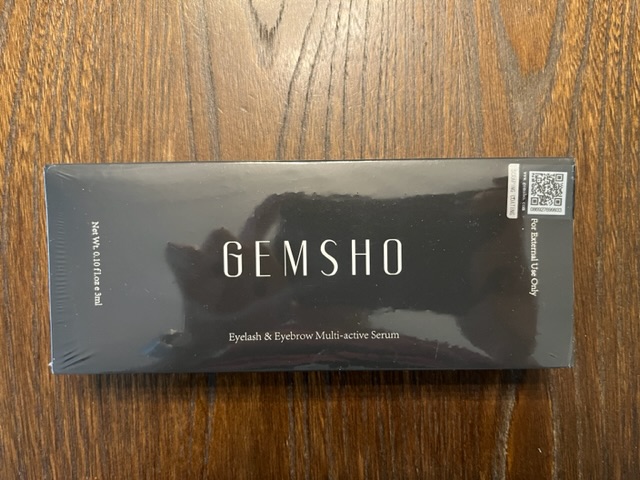 GEMSHO
Eyelash & Eyebrow Multi-active Serum
Net Wt. 0.10 fl.oz e 3ml
For External Use Only